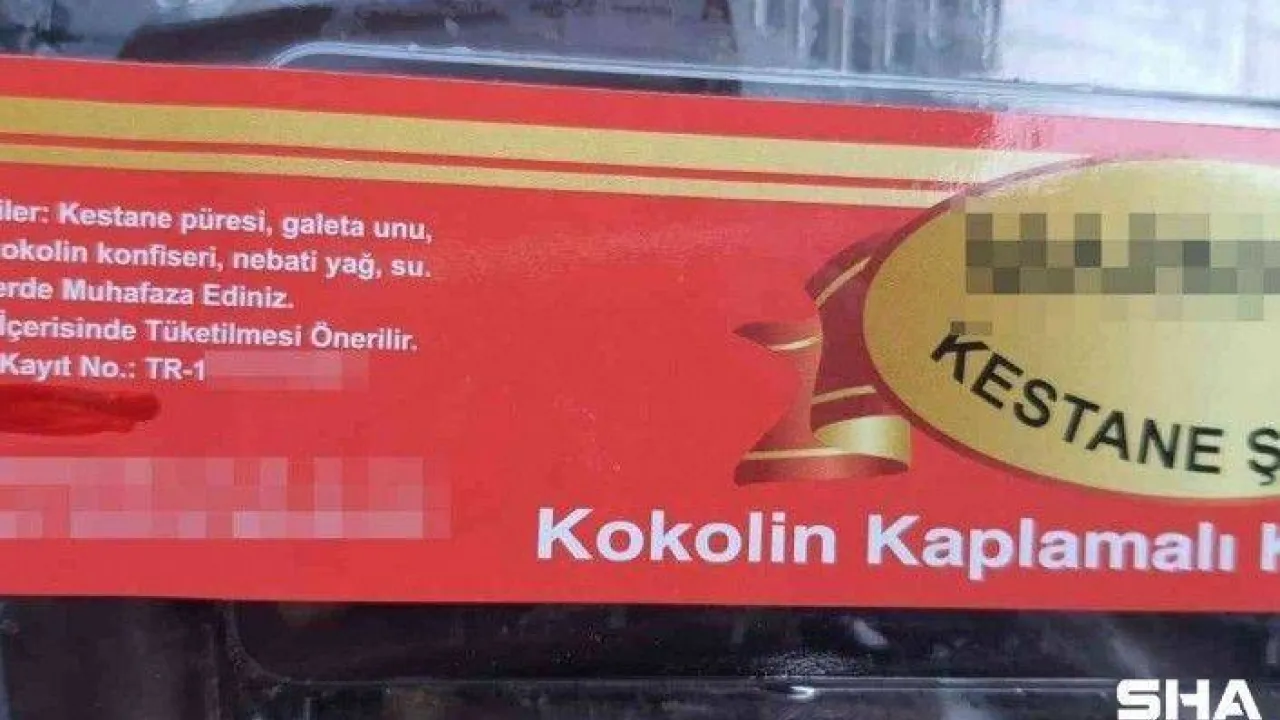 iler: Kestane püresi, galeta unu,
okolin konfiseri, nebati yağ, su.
erde Muhafaza Ediniz.
İçerisinde Tüketilmesi Önerilir.
Kayıt No.: TR-1
KESTANE Ş
Kokolin Kaplamalı K
SHA